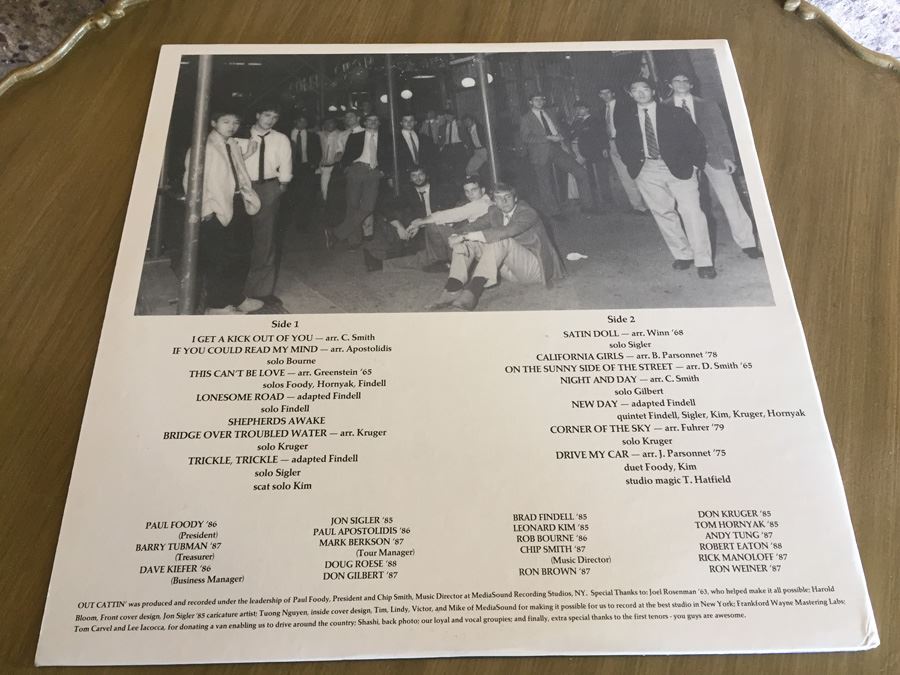 Side 1
I GET A KICK OUT OF YOU — arr. C. Smith
IF YOU COULD READ MY MIND — arr. Apostolidis
solo Bourne
THIS CAN'T BE LOVE — arr. Greenstein '65
solos Foody, Hornyak, Findell
LONESOME ROAD — adapted Findell
solo Findell
SHEPHERDS AWAKE
BRIDGE OVER TROUBLED WATER — arr. Kruger
solo Kruger
TRICKLE, TRICKLE — adapted Findell
solo Sigler
scat solo Kim
Side 2
SATIN DOLL — arr. Winn '68
solo Sigler
CALIFORNIA GIRLS — arr. B. Parsonnet '78
ON THE SUNNY SIDE OF THE STREET — arr. D. Smith '65
NIGHT AND DAY — arr. C. Smith
solo Gilbert
NEW DAY — adapted Findell
quintet Findell, Sigler, Kim, Kruger, Hornyak
CORNER OF THE SKY — arr. Fuhrer '79
solo Kruger
DRIVE MY CAR — arr. J. Parsonnet '75
duet Foody, Kim
studio magic T. Hatfield
PAUL FOODY '86
(President)
BARRY TUBMAN '87
(Treasurer)
DAVE KIEFER '86
(Business Manager)
JON SIGLER '85
PAUL APOSTOLIDIS '86
MARK BERKSON '87
(Tour Manager)
DOUG ROESE '88
DON GILBERT '87
BRAD FINDELL '85
LEONARD KIM '85
ROB BOURNE '86
CHIP SMITH '87
(Music Director)
RON BROWN '87
DON KRUGER '85
TOM HORNYAK '85
ANDY TUNG '87
ROBERT EATON '88
RICK MANOLOFF '87
RON WEINER '87
OUT CATTIN' was produced and recorded under the leadership of Paul Foody, President and Chip Smith, Music Director at MediaSound Recording Studios, NY. Special Thanks to: Joel Rosenman '63, who helped make it all possible; Harold
Bloom, Front cover design, Jon Sigler '85 caricature artist; Tuong Nguyen, inside cover design, Tim, Lindy, Victor, and Mike of MediaSound for making it possible for us to record at the best studio in New York; Frankford Wayne Mastering Labs;
Tom Carvel and Lee Iacocca, for donating a van enabling us to drive around the country; Shashi, back photo; our loyal and vocal groupies; and finally, extra special thanks to the first tenors - you guys are awesome.